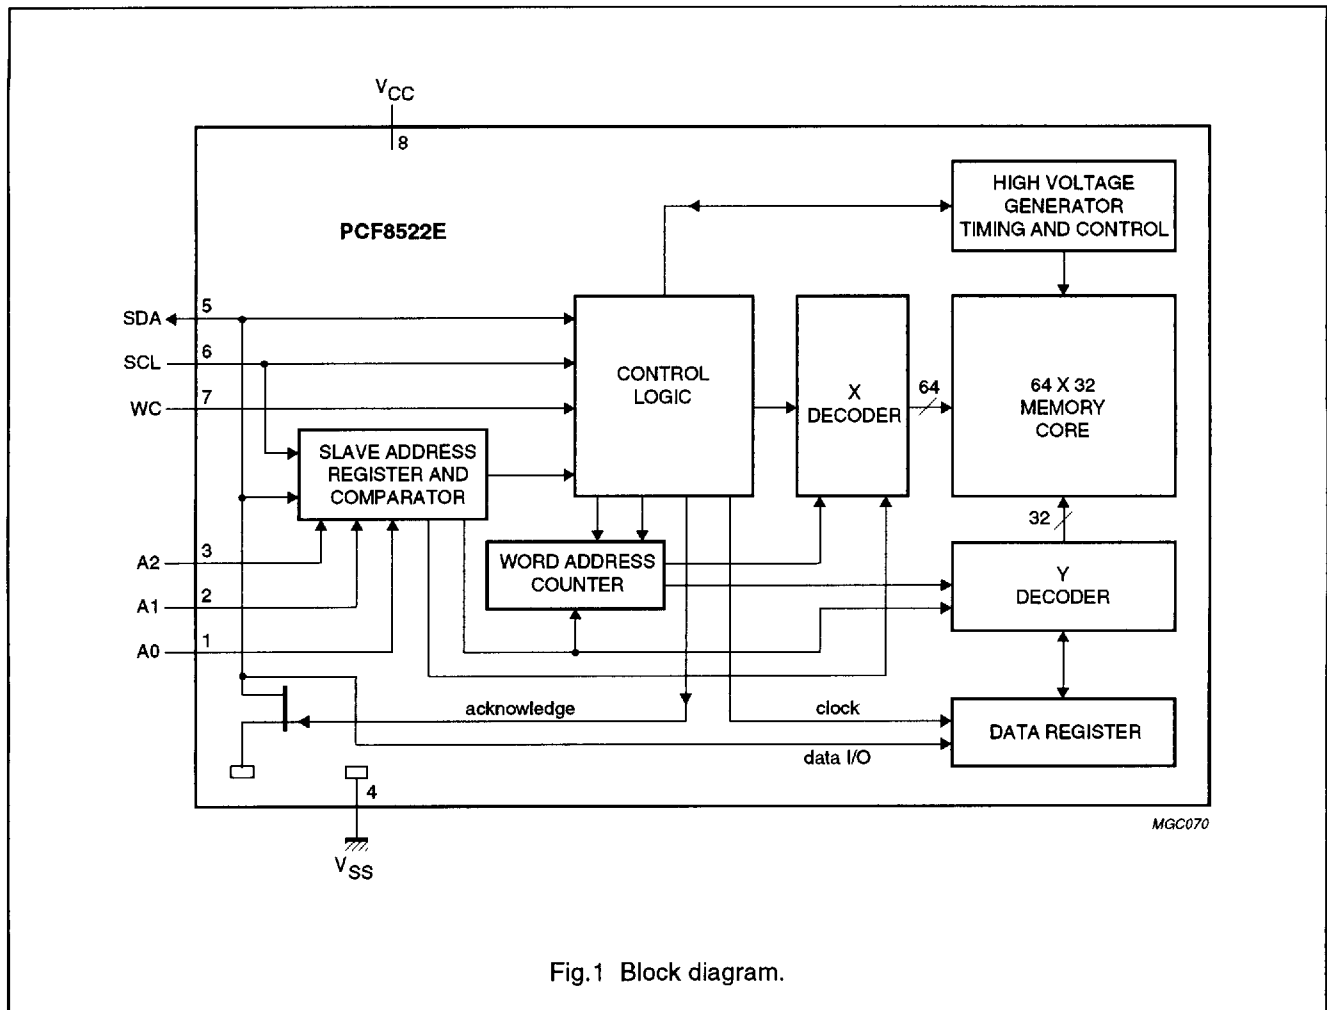 VCC
8
PCF8522E
HIGH VOLTAGE
GENERATOR
TIMING AND CONTROL
SDA
5
SCL
6
WC
7
CONTROL
LOGIC
X
DECODER
64
64 X 32
MEMORY
CORE
SLAVE ADDRESS
REGISTER AND
COMPARATOR
32
A2
3
A1
2
A0
1
WORD ADDRESS
COUNTER
Y
DECODER
acknowledge
clock
data I/O
DATA REGISTER
4
VSS
MGC070
Fig.1 Block diagram.